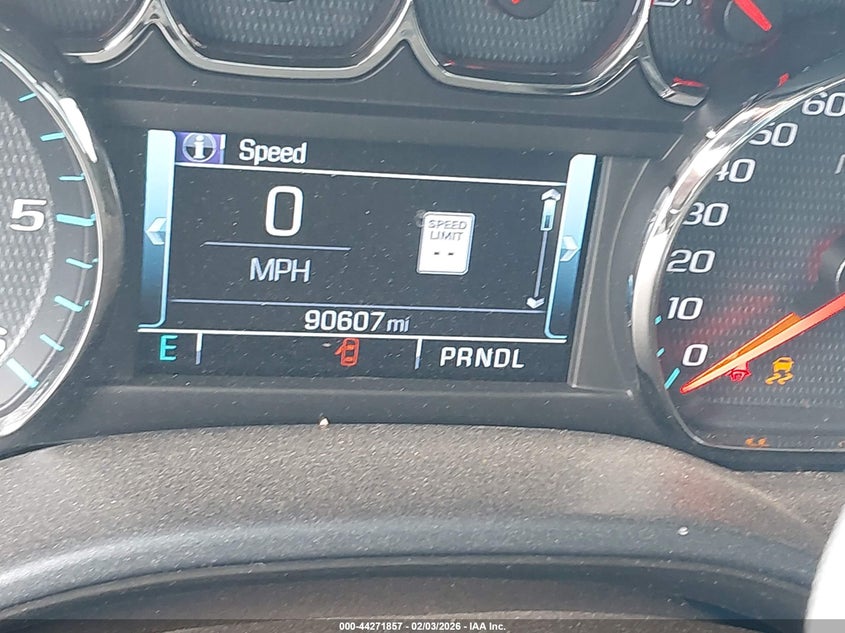 Speed
0
MPH
SPEED
LIMIT
--
90607 mi
E
PRNDL
5
60
50
40
30
20
10
0
000-44271857 - 02/03/2026 - IAA Inc.